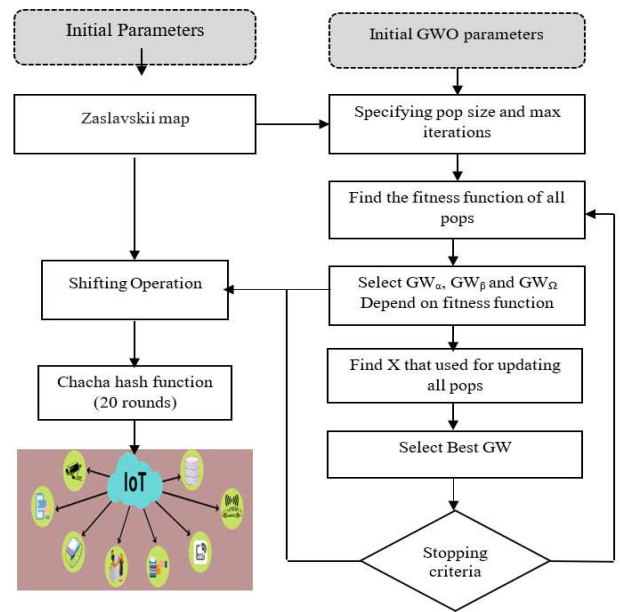 Initial Parameters
Initial GWO parameters
Zaslavskii map
Specifying pop size and max
iterations
Find the fitness function of all
pops
Shifting Operation
Select GWα, GWβ and GWΩ
Depend on fitness function
Chacha hash function
(20 rounds)
Find X that used for updating
all pops
Select Best GW
IoT
Stopping
criteria